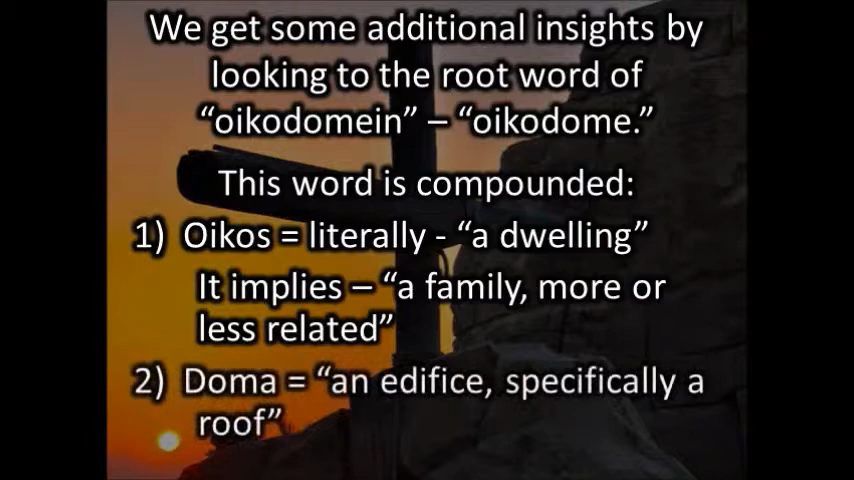 We get some additional insights by
looking to the root word of
“oikodomein” – “oikodome.”
This word is compounded:
1) Oikos = literally - “a dwelling”
It implies – “a family, more or
less related”
2) Doma = “an edifice, specifically a
roof”